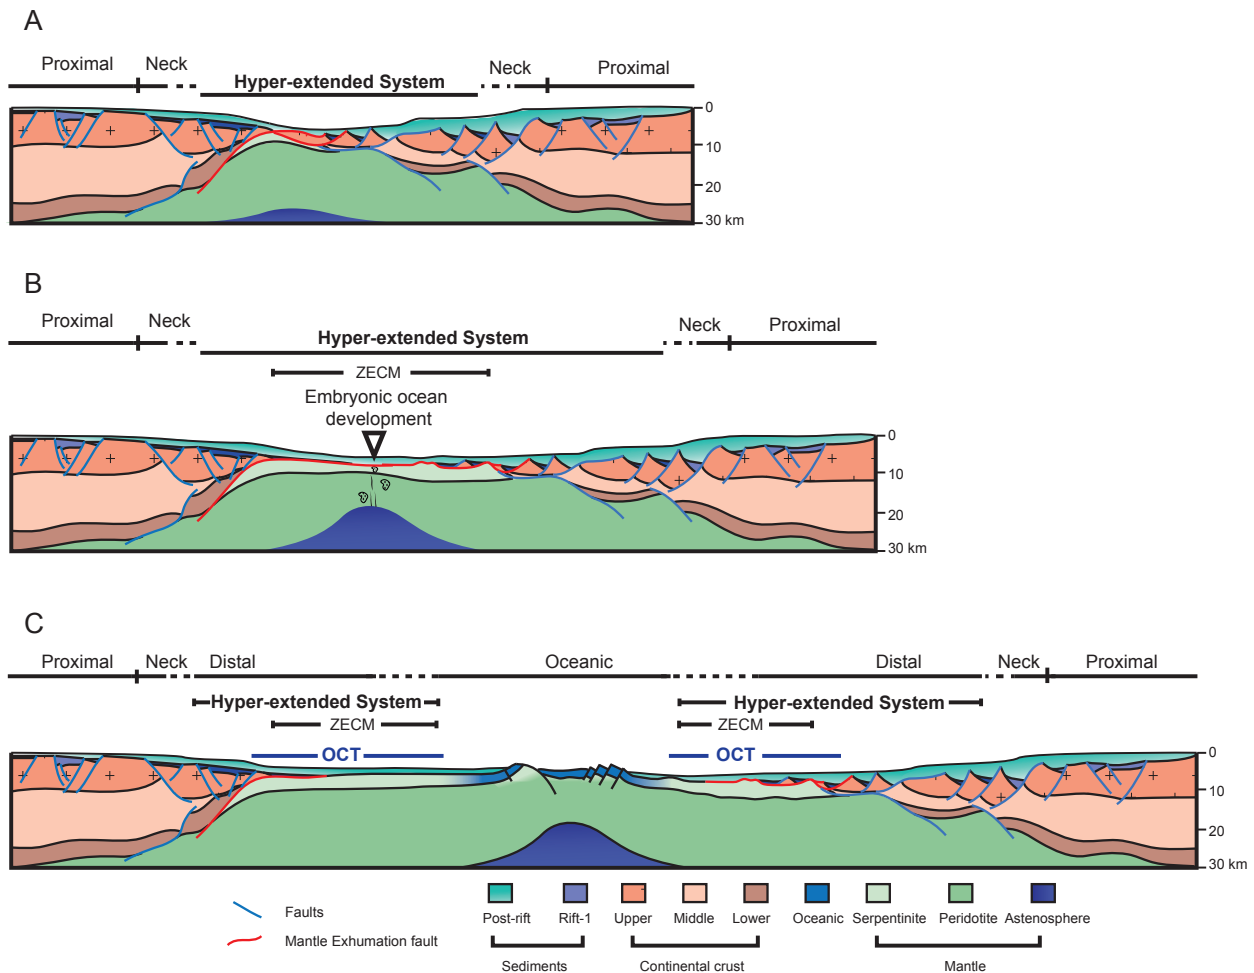 A
Proximal Neck Hyper-extended System Neck Proximal
0
10
20
30 km
B
Proximal Neck Hyper-extended System Neck Proximal
ZECM
Embryonic ocean
development
0
10
20
30 km
C
Proximal Neck Distal Oceanic Distal Neck Proximal
Hyper-extended System Hyper-extended System
ZECM ZECM
OCT OCT
0
10
20
30 km
Faults
Mantle Exhumation fault
Post-rift Rift-1 Upper Middle Lower Oceanic Serpentinite Peridotite Astenosphere
Sediments Continental crust Mantle